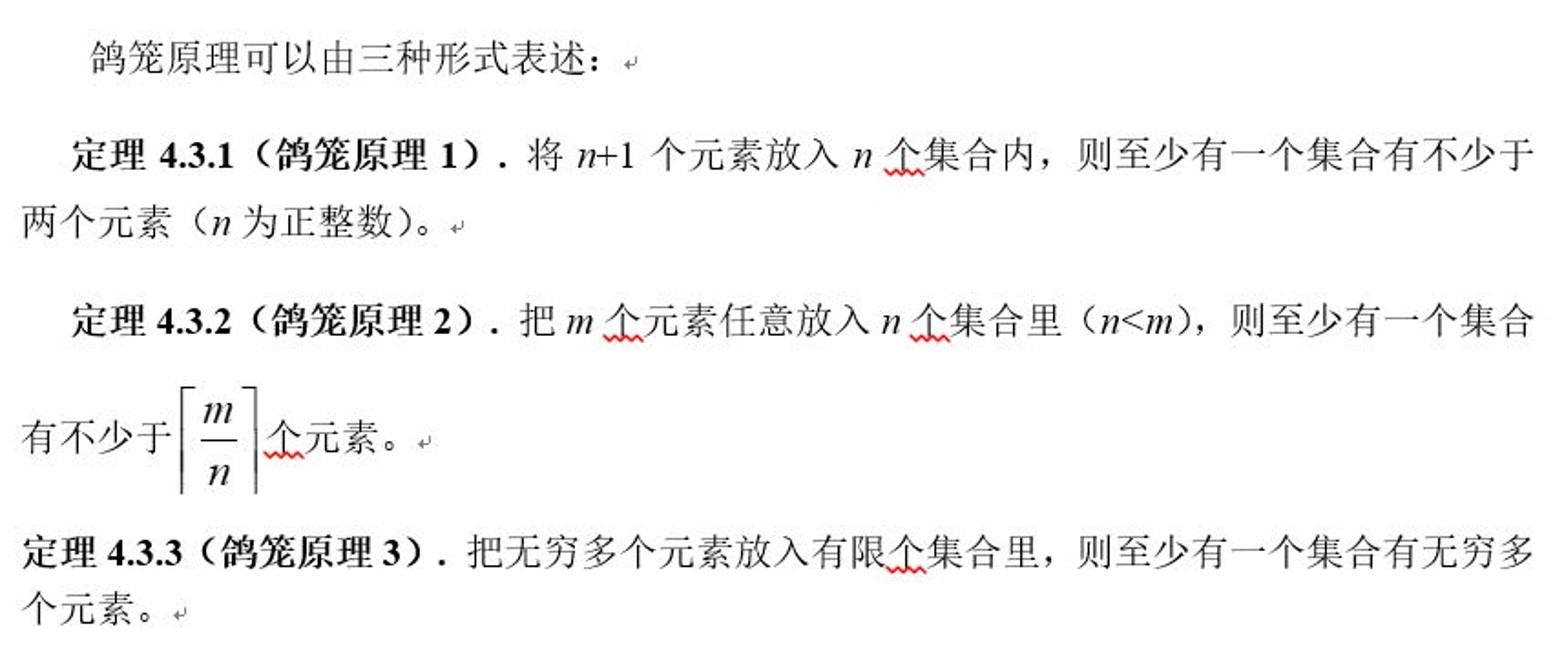 鸽笼原理可以由三种形式表述：
定理 4.3.1（鸽笼原理 1）. 将 n+1 个元素放入 n 个集合内，则至少有一个集合有不少于
两个元素（n 为正整数）。
定理 4.3.2（鸽笼原理 2）. 把 m 个元素任意放入 n 个集合里（n<m），则至少有一个集合
有不少于⌈m/n⌉个元素。
定理 4.3.3（鸽笼原理 3）. 把无穷多个元素放入有限个集合里，则至少有一个集合有无穷多
个元素。